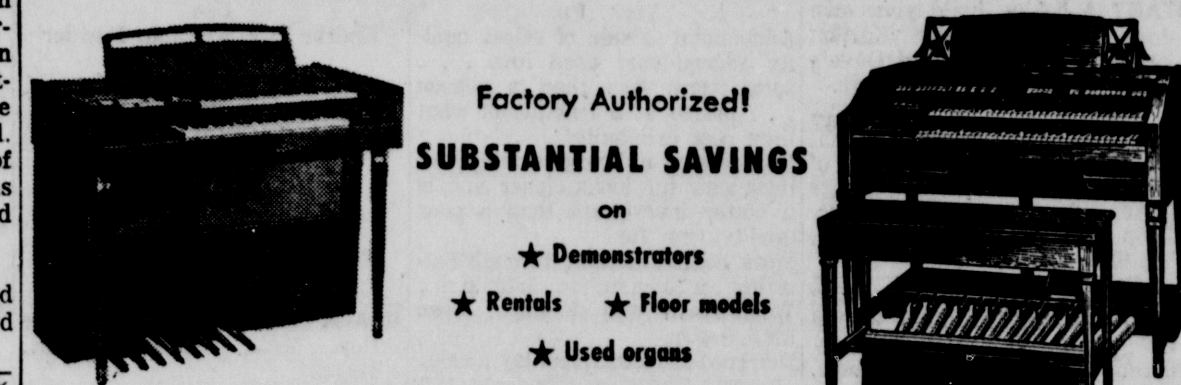 Factory Authorized!
SUBSTANTIAL SAVINGS
on
★ Demonstrators
★ Rentals ★ Floor models
★ Used organs